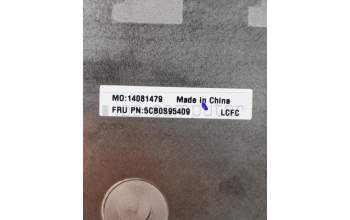 MO:14081479 Made in China
FRU PN:5CB0S95409 LCFC